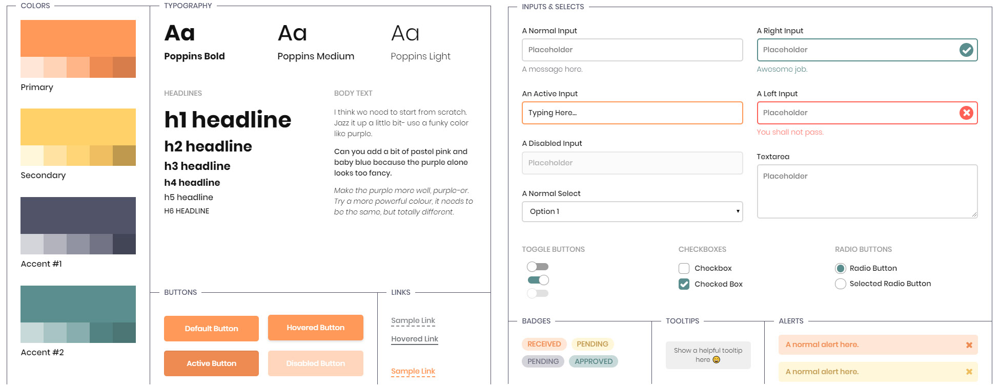 COLORS
Primary
Secondary
Accent #1
Accent #2
TYPOGRAPHY
Aa
Aa
Aa
Poppins Bold
Poppins Medium
Poppins Light
HEADLINES
h1 headline
h2 headline
h3 headline
h4 headline
h5 headline
H6 HEADLINE
BODY TEXT
I think we need to start from scratch.
Jazz it up a little bit- use a funky color
like purple.
Can you add a bit of pastel pink and
baby blue because the purple alone
looks too fancy.
Make the purple more well, purple-er.
Try a more powerful colour, it needs to
be the same, but totally different.
BUTTONS
Default Button
Hovered Button
Active Button
Disabled Button
LINKS
Sample Link
Hovered Link
Sample Link
INPUTS & SELECTS
A Normal Input
Placeholder
A message here.
An Active Input
Typing Here...
A Disabled Input
Placeholder
A Normal Select
Option 1
A Right Input
Placeholder
Awesome job.
A Left Input
Placeholder
You shall not pass.
Textarea
Placeholder
TOGGLE BUTTONS
CHECKBOXES
Checkbox
Checked Box
RADIO BUTTONS
Radio Button
Selected Radio Button
BADGES
RECEIVED
PENDING
PENDING
APPROVED
TOOLTIPS
Show a helpful tooltip
here 😄
ALERTS
A normal alert here.
A normal alert here.